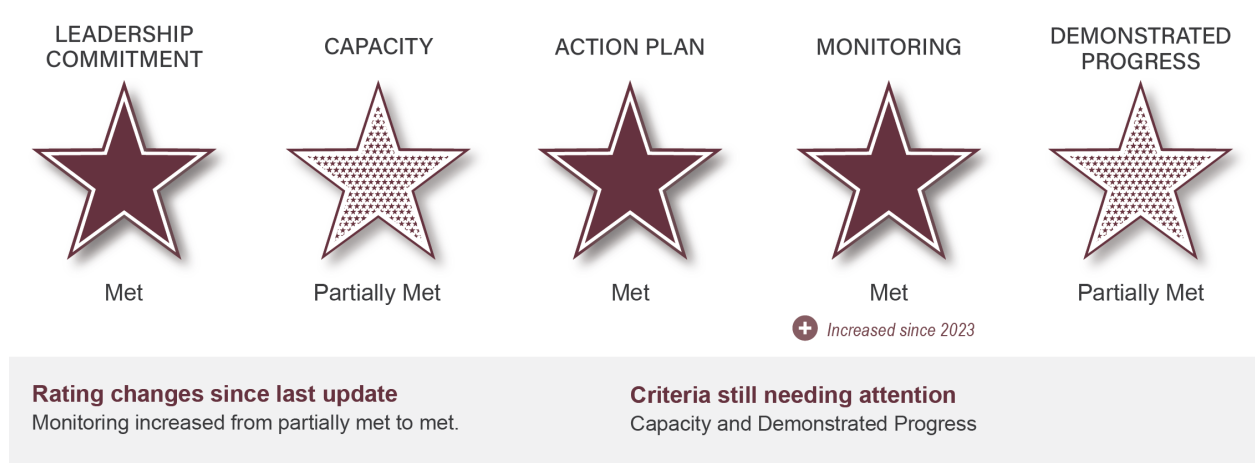 LEADERSHIP
COMMITMENT
CAPACITY
ACTION PLAN
MONITORING
DEMONSTRATED
PROGRESS
Met
Partially Met
Met
Met
Partially Met
Increased since 2023
Rating changes since last update
Monitoring increased from partially met to met.
Criteria still needing attention
Capacity and Demonstrated Progress